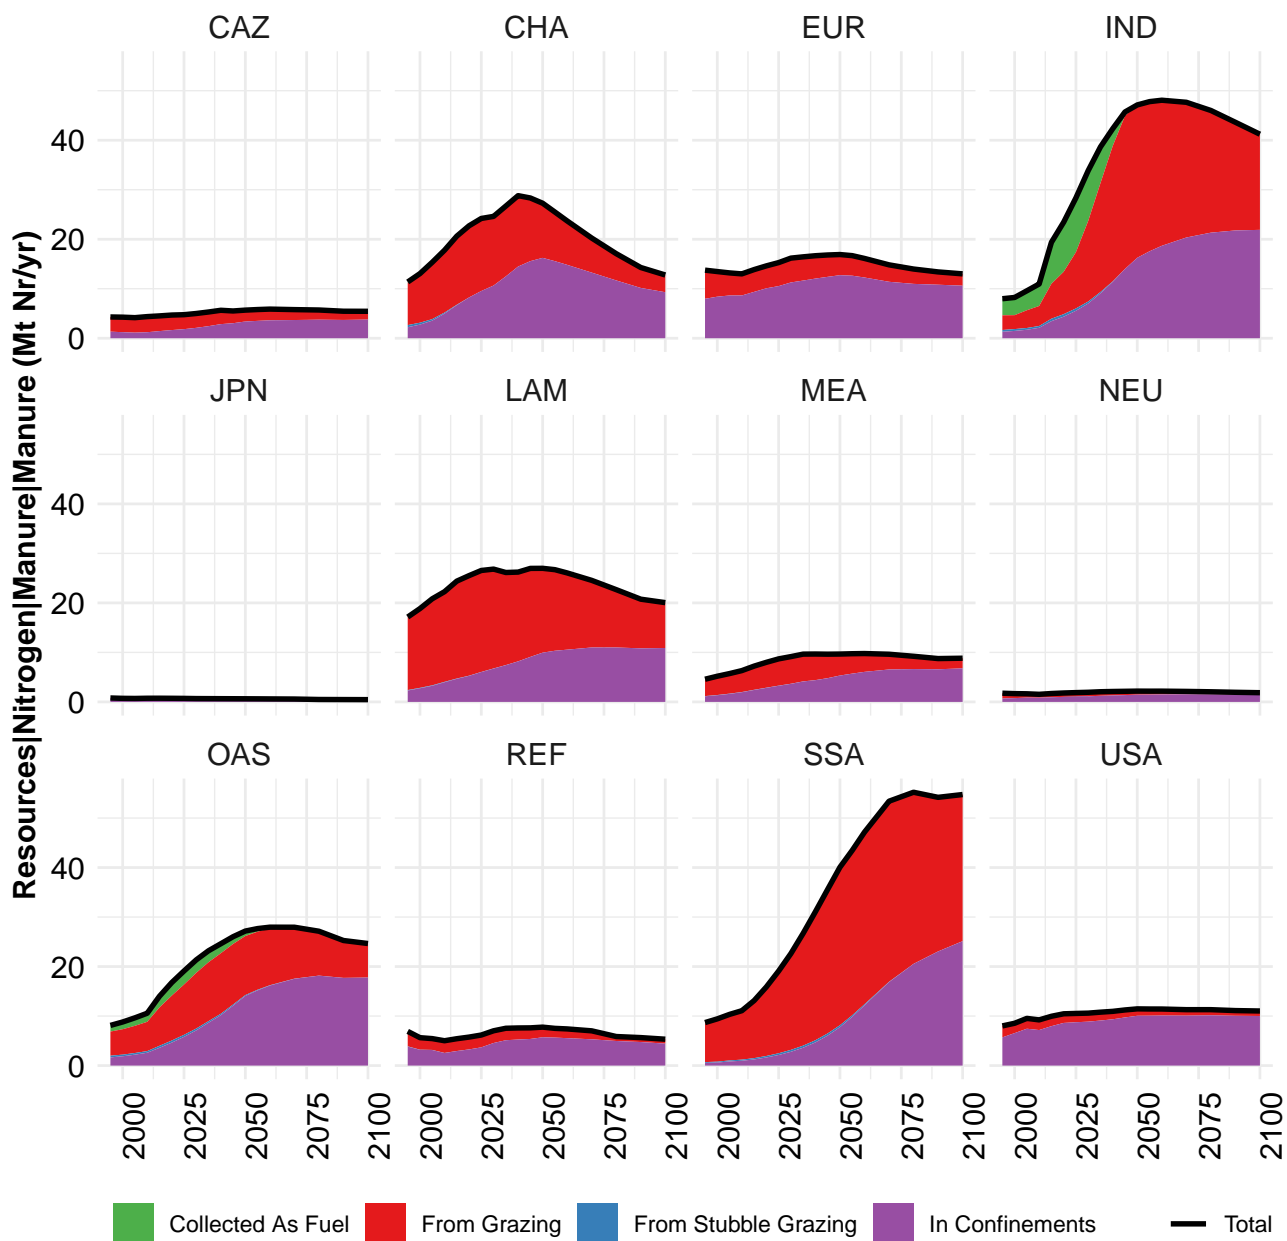 CAZ CHA EUR IND
40
20
0
JPN LAM MEA NEU
40
20
0
OAS REF SSA USA
40
20
0
Resources|Nitrogen|Manure|Manure (Mt Nr/yr)
2000 2025 2050 2075 2100 2000 2025 2050 2075 2100 2000 2025 2050 2075 2100 2000 2025 2050 2075 2100
Collected As Fuel From Grazing From Stubble Grazing In Confinements Total